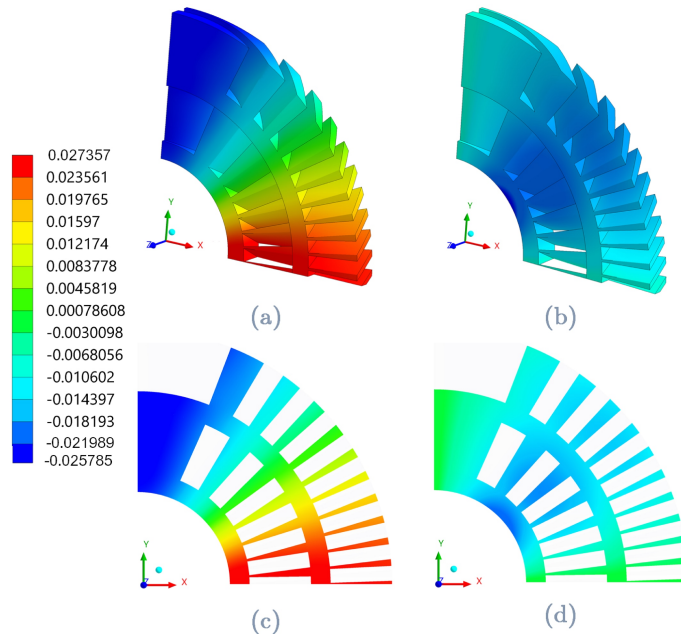 0.027357
0.023561
0.019765
0.01597
0.012174
0.0083778
0.0045819
0.00078608
-0.0030098
-0.0068056
-0.010602
-0.014397
-0.018193
-0.021989
-0.025785
Y
Z
X
(a)
Y
Z
X
(b)
Y
Z
X
(c)
Y
Z
X
(d)